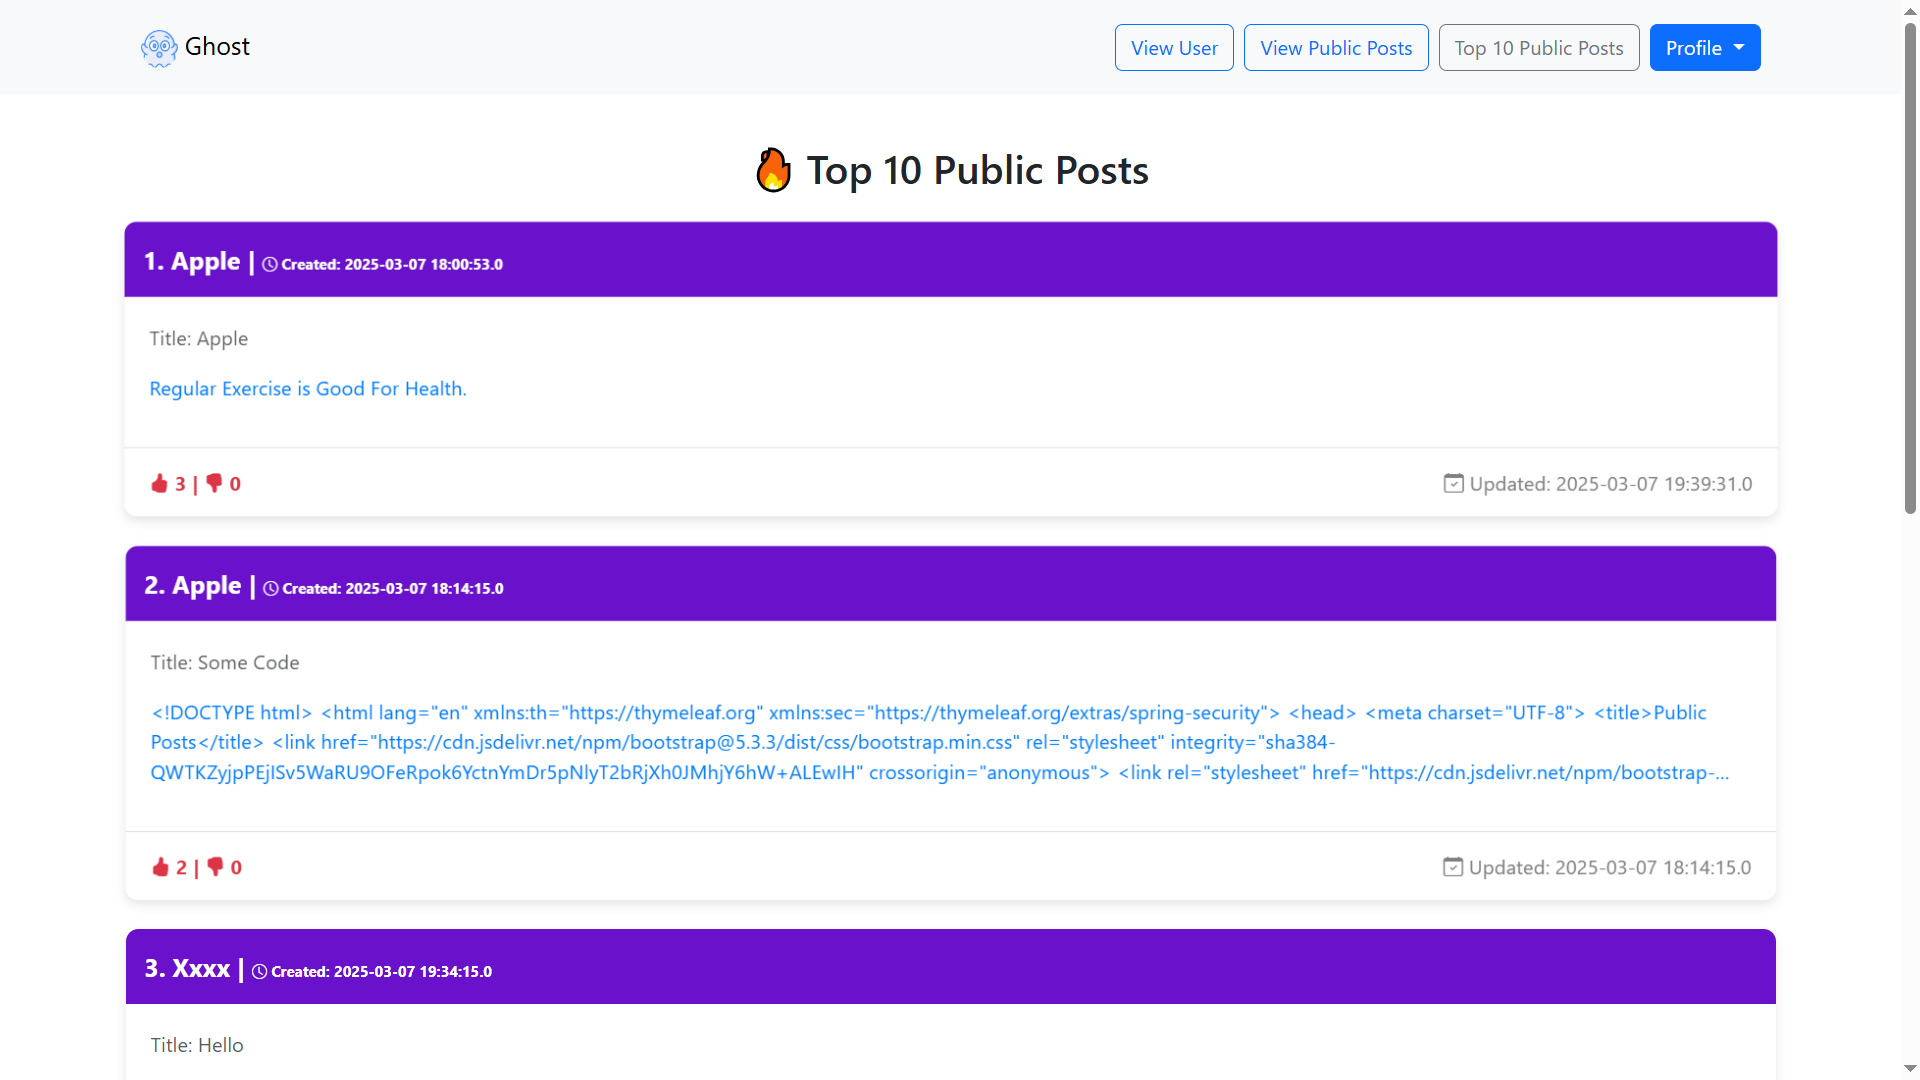 Ghost
View User
View Public Posts
Top 10 Public Posts
Profile
Top 10 Public Posts
1. Apple | Created: 2025-03-07 18:00:53.0
Title: Apple
Regular Exercise is Good For Health.
3 | 0
Updated: 2025-03-07 19:39:31.0
2. Apple | Created: 2025-03-07 18:14:15.0
Title: Some Code
<!DOCTYPE html> <html lang="en" xmlns:th="https://thymeleaf.org" xmlns:sec="https://thymeleaf.org/extras/spring-security"> <head> <meta charset="UTF-8"> <title>Public
Posts</title> <link href="https://cdn.jsdelivr.net/npm/bootstrap@5.3.3/dist/css/bootstrap.min.css" rel="stylesheet" integrity="sha384-
QWTKZyjpPEjISv5WaRU9OFeRpok6YctnYmDr5pNlyT2bRjXh0JMhjY6hW+ALEwIH" crossorigin="anonymous"> <link rel="stylesheet" href="https://cdn.jsdelivr.net/npm/bootstrap-...
2 | 0
Updated: 2025-03-07 18:14:15.0
3. Xxxx | Created: 2025-03-07 19:34:15.0
Title: Hello